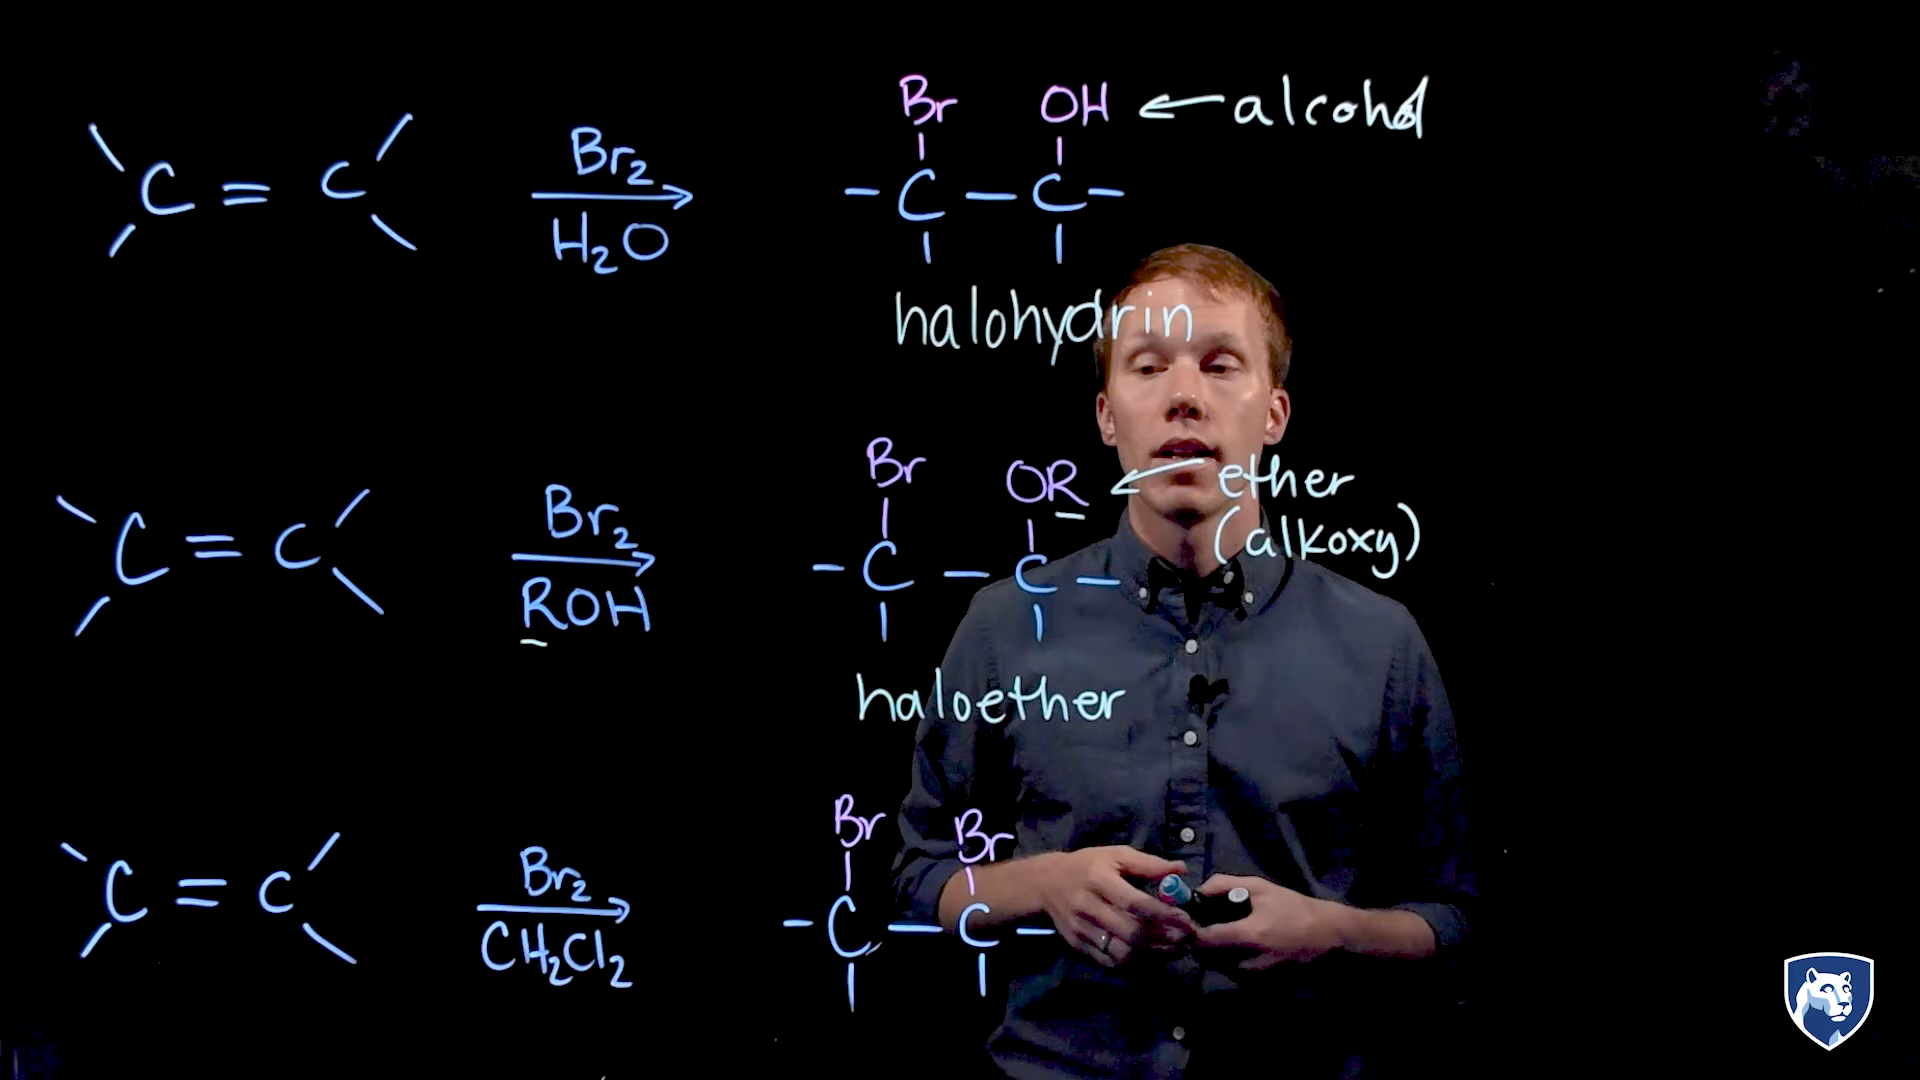 C = C
Br₂
H₂O
Br OH ← alcohol
– C – C –
halohydrin
C = C
Br₂
ROH
Br OR ← ether
(alkoxy)
– C – C –
haloether
C = C
Br₂
CH₂Cl₂
Br Br
– C – C –